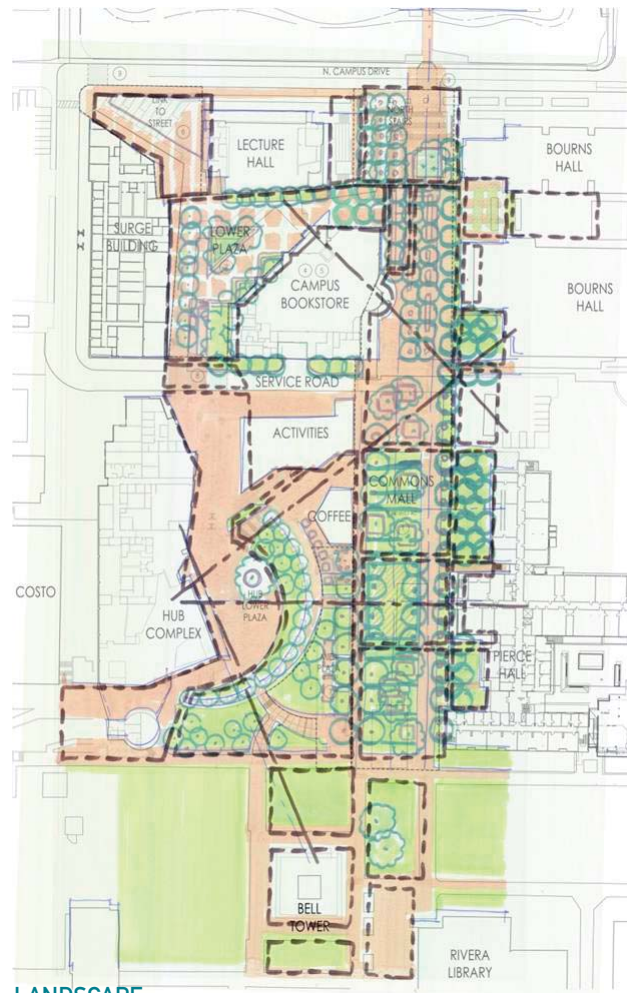 N. CAMPUS DRIVE
LINK
TO
STREET
LECTURE
HALL
BOURNS
HALL
SURGE
BUILDING
LOWER
PLAZA
CAMPUS
BOOKSTORE
BOURNS
HALL
SERVICE ROAD
ACTIVITIES
COMMONS
MALL
COFFEE
COSTO
HUB
LOWER
PLAZA
HUB
COMPLEX
PIERCE
HALL
BELL
TOWER
RIVERA
LIBRARY
LANDSCAPE